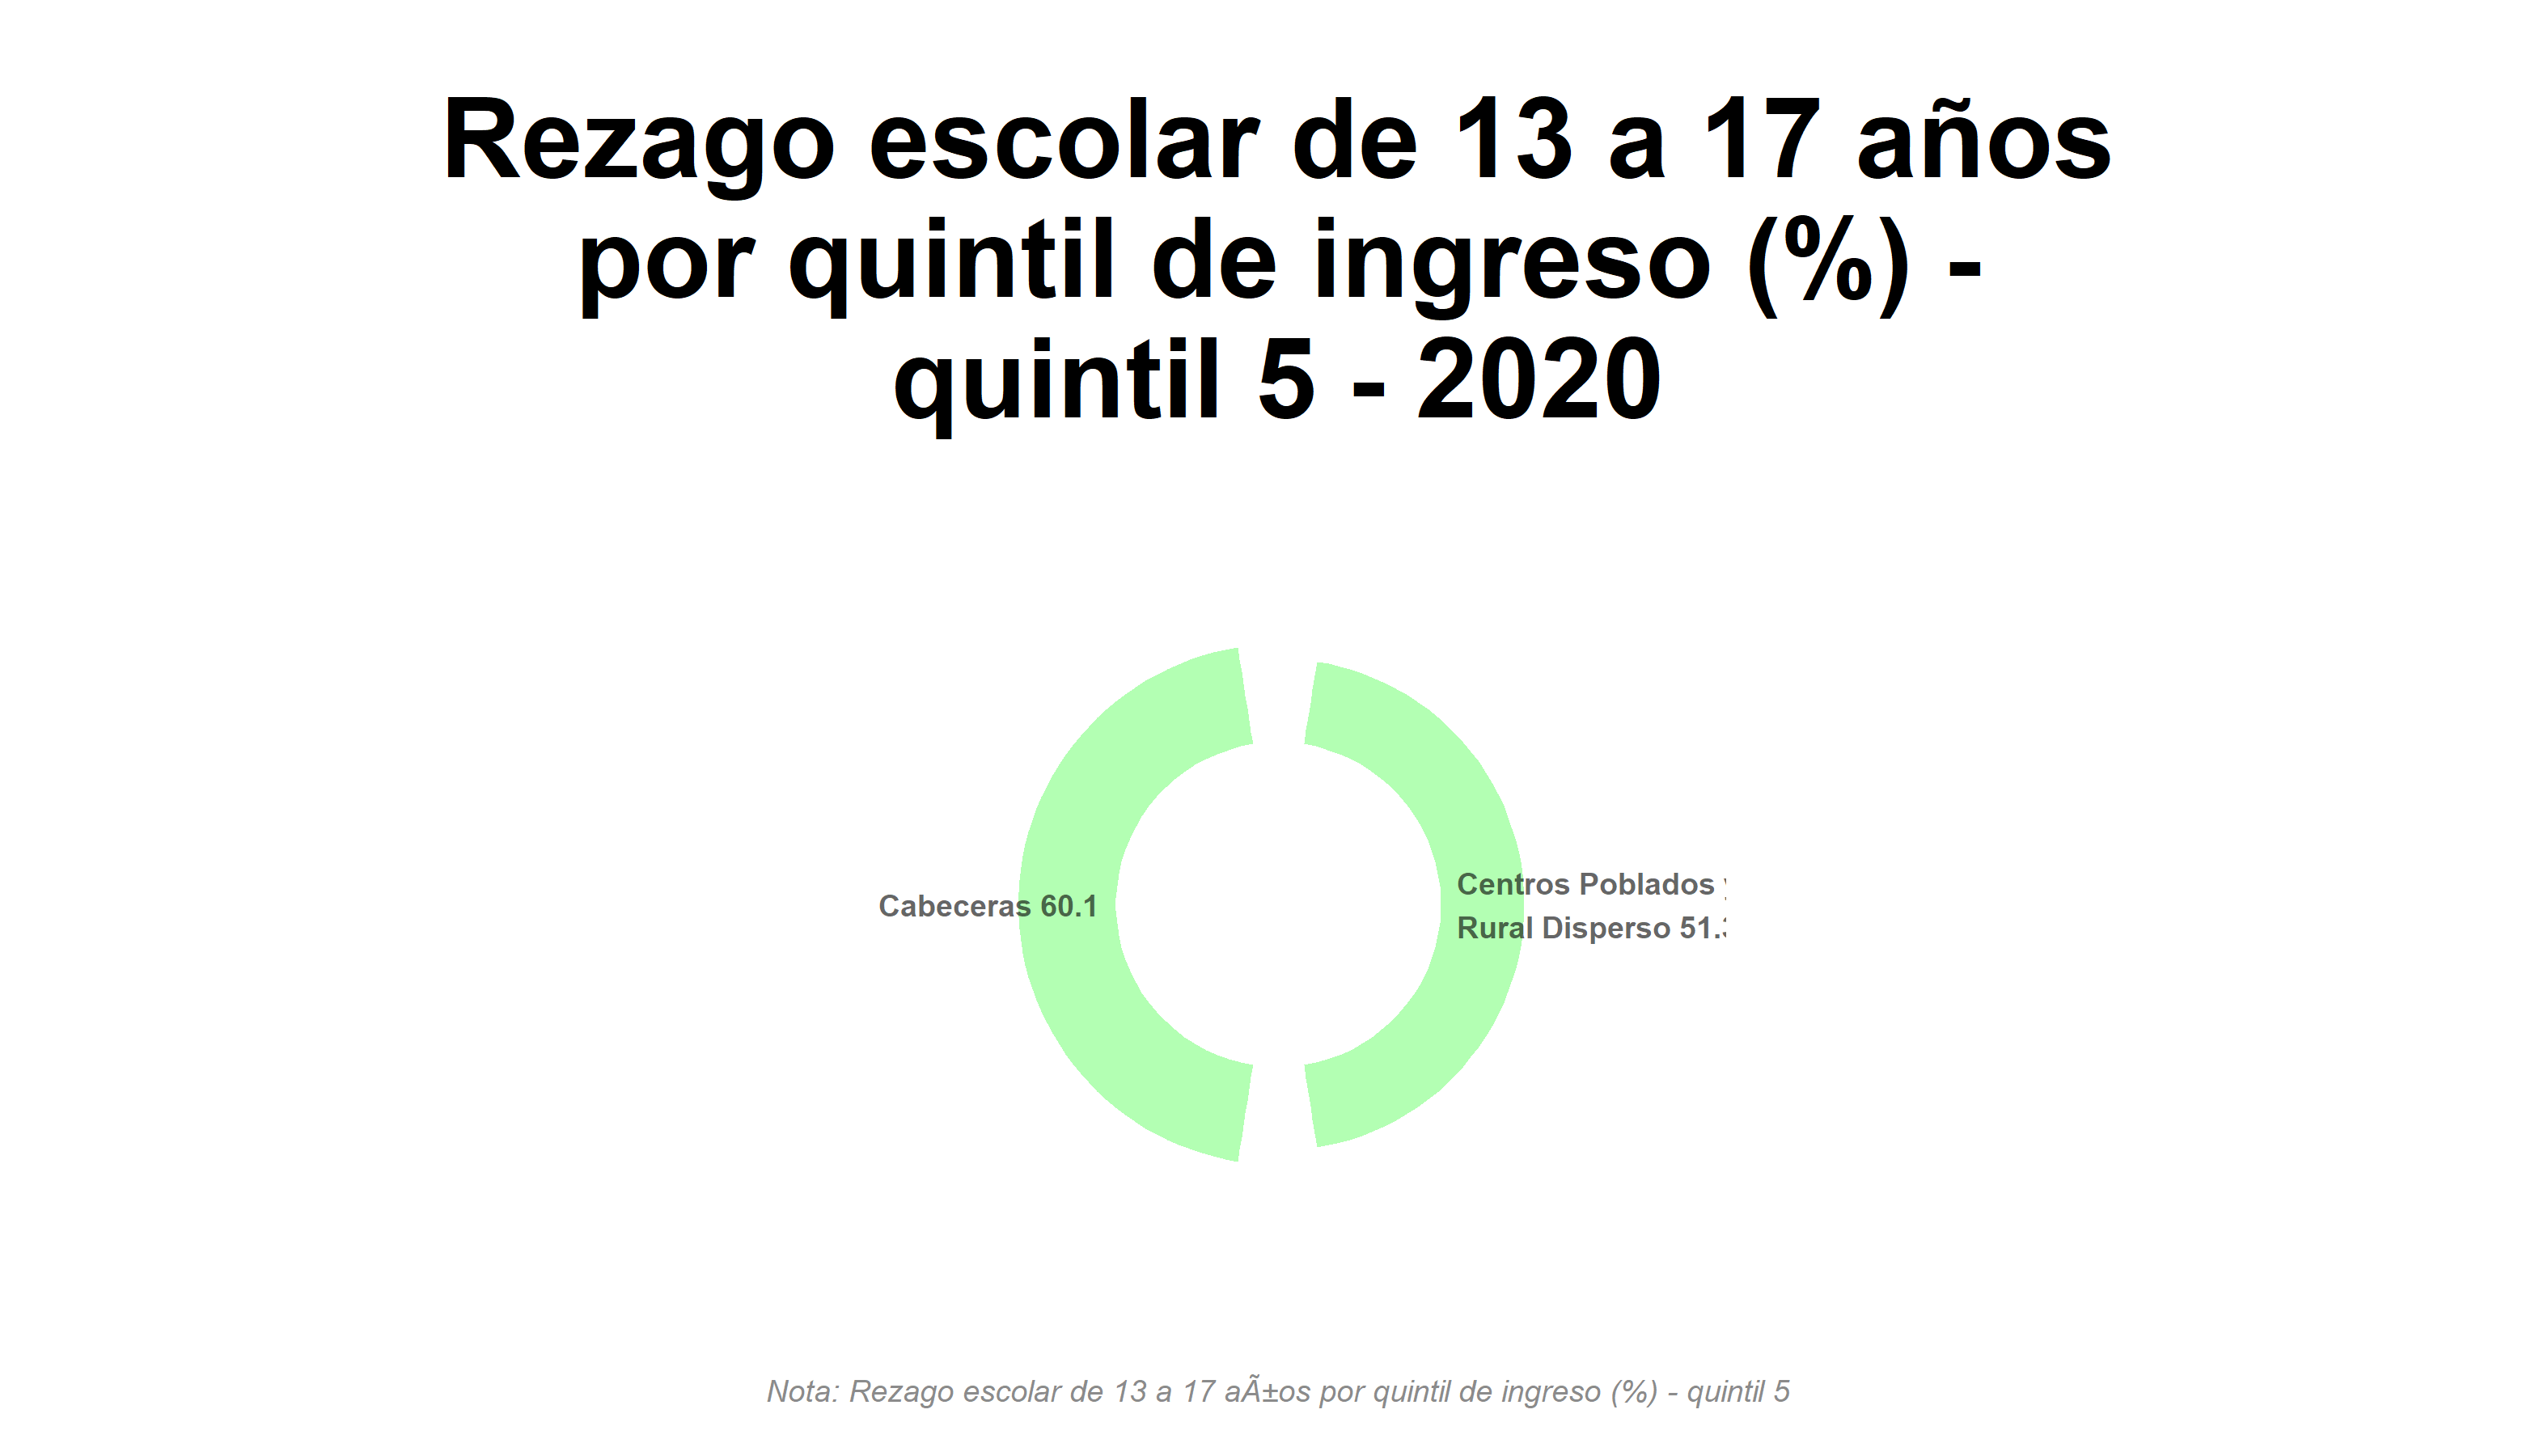 Rezago escolar de 13 a 17 años
por quintil de ingreso (%) -
quintil 5 - 2020
Cabeceras 60.1
Centros Poblados
Rural Disperso
Nota: Rezago escolar de 13 a 17 aÃ±os por quintil de ingreso (%) - quintil 5